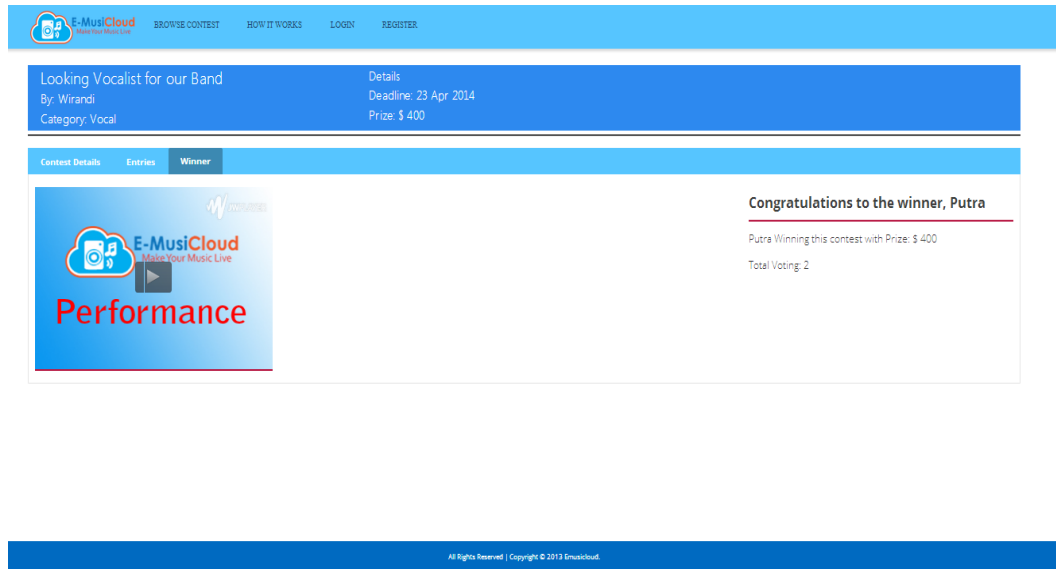 E-MusiCloud
Make Your Music Live
BROWSE CONTEST
HOW IT WORKS
LOGIN
REGISTER
Looking Vocalist for our Band
By: Wirandi
Category: Vocal
Details
Deadline: 23 Apr 2014
Prize: $ 400
Contest Details
Entries
Winner
E-MusiCloud
Make Your Music Live
Performance
Congratulations to the winner, Putra
Putra Winning this contest with Prize: $ 400
Total Voting: 2
All Rights Reserved | Copyright © 2013 Emusicloud.